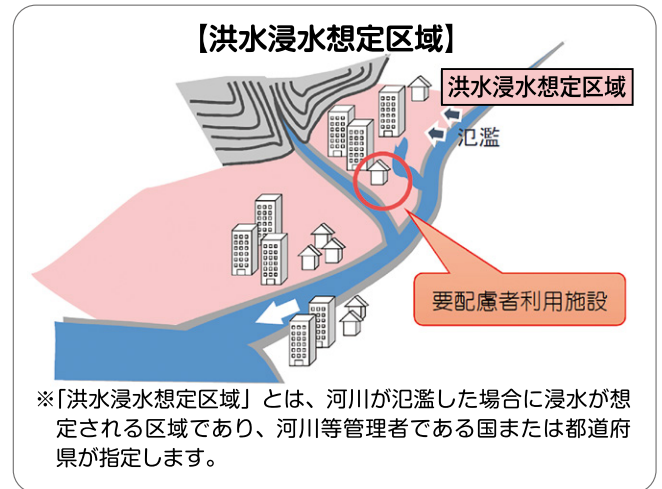 【洪水浸水想定区域】
洪水浸水想定区域
氾濫
要配慮者利用施設
※「洪水浸水想定区域」とは、河川が氾濫した場合に浸水が想
定される区域であり、河川等管理者である国または都道府
県が指定します。